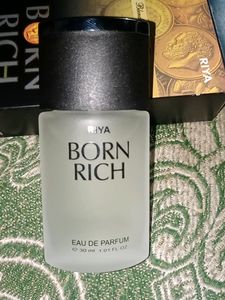 BORN
RICH
RIYA
RIYA
BORN
RICH
EAU DE PARFUM
℮ 30 ml 1.01 FL.OZ